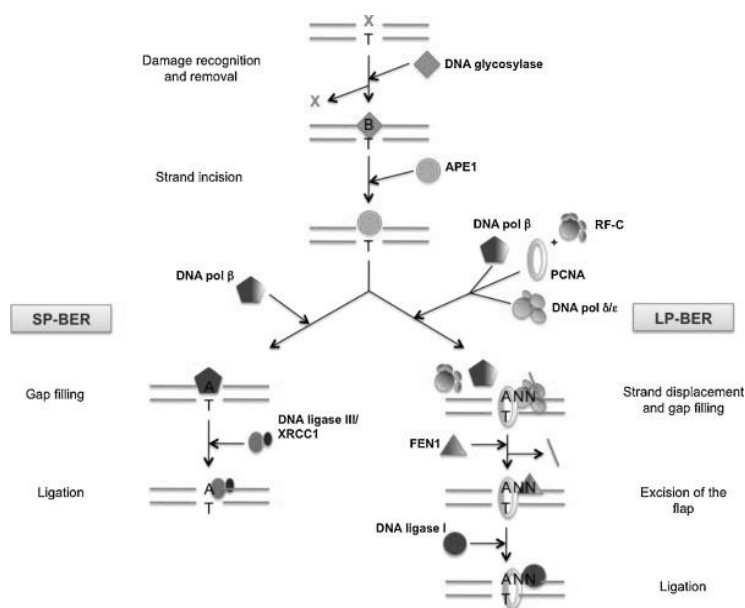 X
T
Damage recognition
and removal
DNA glycosylase
X
B
T
Strand incision
APE1
T
DNA pol β
+
RF-C
PCNA
DNA pol β
DNA pol δ/ε
SP-BER
LP-BER
Gap filling
A
T
ANN
T
Strand displacement
and gap filling
DNA ligase III/
XRCC1
FEN1
Ligation
A
T
ANN
T
Excision of the
flap
DNA ligase I
ANN
T
Ligation